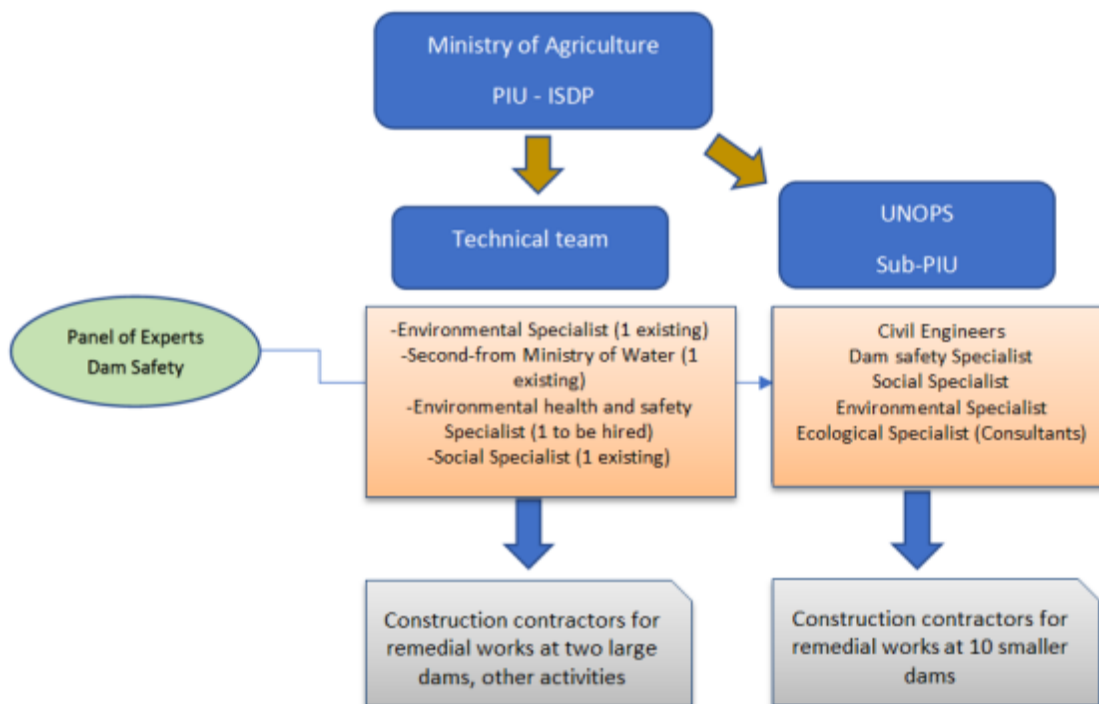 Ministry of Agriculture
PIU - ISDP
Technical team
UNOPS
Sub-PIU
Panel of Experts
Dam Safety
-Environmental Specialist (1 existing)
-Second-from Ministry of Water (1
existing)
-Environmental health and safety
Specialist (1 to be hired)
-Social Specialist (1 existing)
Civil Engineers
Dam safety Specialist
Social Specialist
Environmental Specialist
Ecological Specialist (Consultants)
Construction contractors for
remedial works at two large
dams, other activities
Construction contractors for
remedial works at 10 smaller
dams